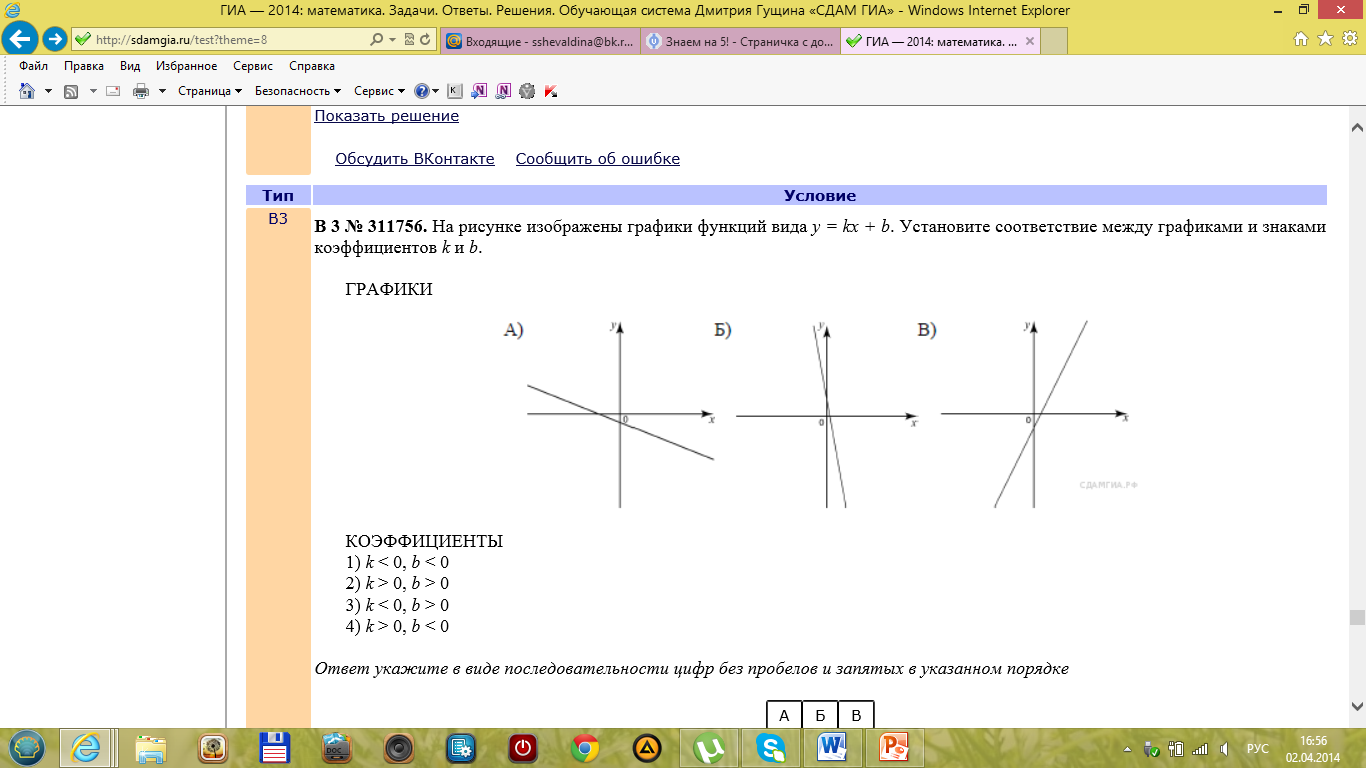 ГИА — 2014: математика. Задачи. Ответы. Решения. Обучающая система Дмитрия Гущина «СДАМ ГИА» - Windows Internet Explorer
http://sdamgia.ru/test?theme=8
Входящие - sshevaldina@bk.r...
Знаем на 5! - Страничка с до...
ГИА — 2014: математика. ...
Файл Правка Вид Избранное Сервис Справка
Страница Безопасность Сервис
Показать решение
Обсудить ВКонтакте Сообщить об ошибке
Тип Условие
B3
В 3 № 311756. На рисунке изображены графики функций вида y = kx + b. Установите соответствие между графиками и знаками
коэффициентов k и b.
ГРАФИКИ
А) y 0 x
Б) y 0 x
В) y 0 x
СДАМГИА.РФ
КОЭФФИЦИЕНТЫ
1) k < 0, b < 0
2) k > 0, b > 0
3) k < 0, b > 0
4) k > 0, b < 0
Ответ укажите в виде последовательности цифр без пробелов и запятых в указанном порядке
А Б В
DOC
РУС
16:56
02.04.2014